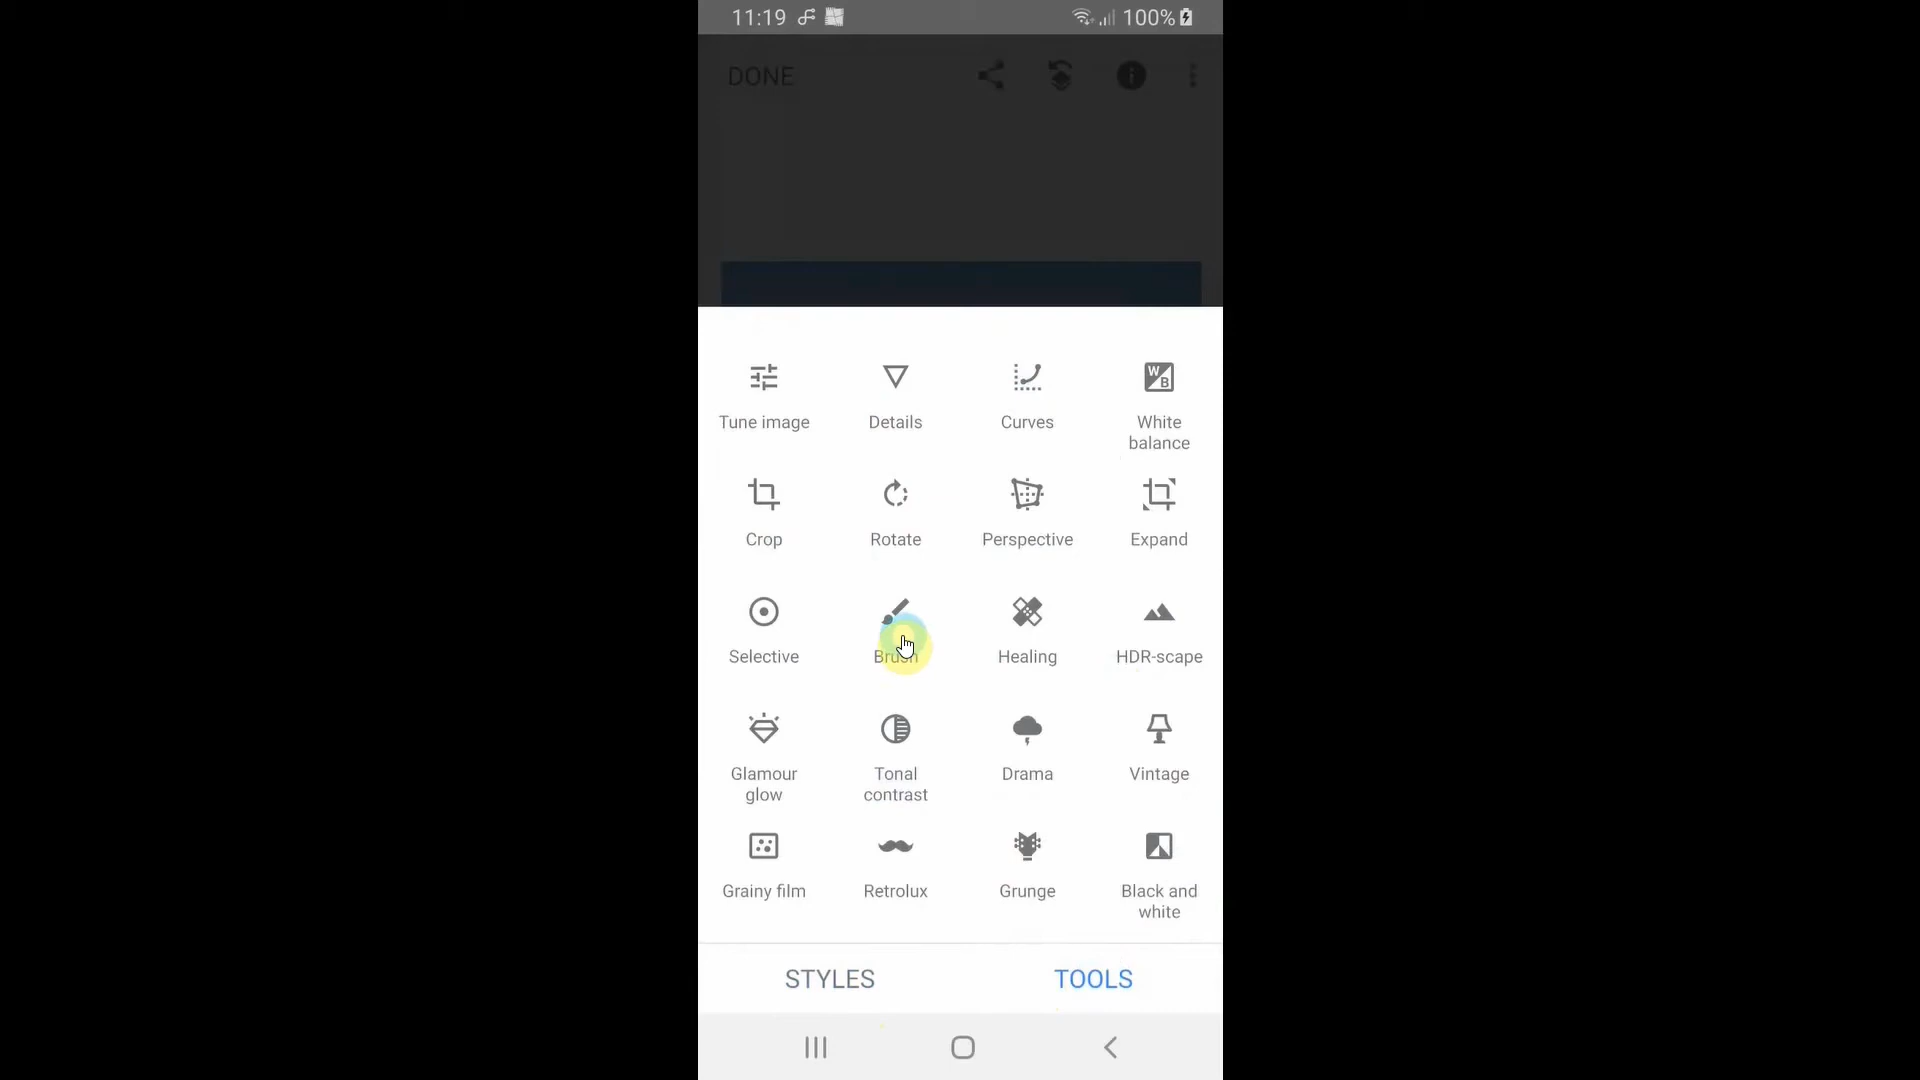 11:19 100%
DONE
Tune image Details Curves White
balance
Crop Rotate Perspective Expand
Selective Brush Healing HDR-scape
Glamour
glow
Tonal
contrast
Drama Vintage
Grainy film Retrolux Grunge Black and
white
STYLES TOOLS